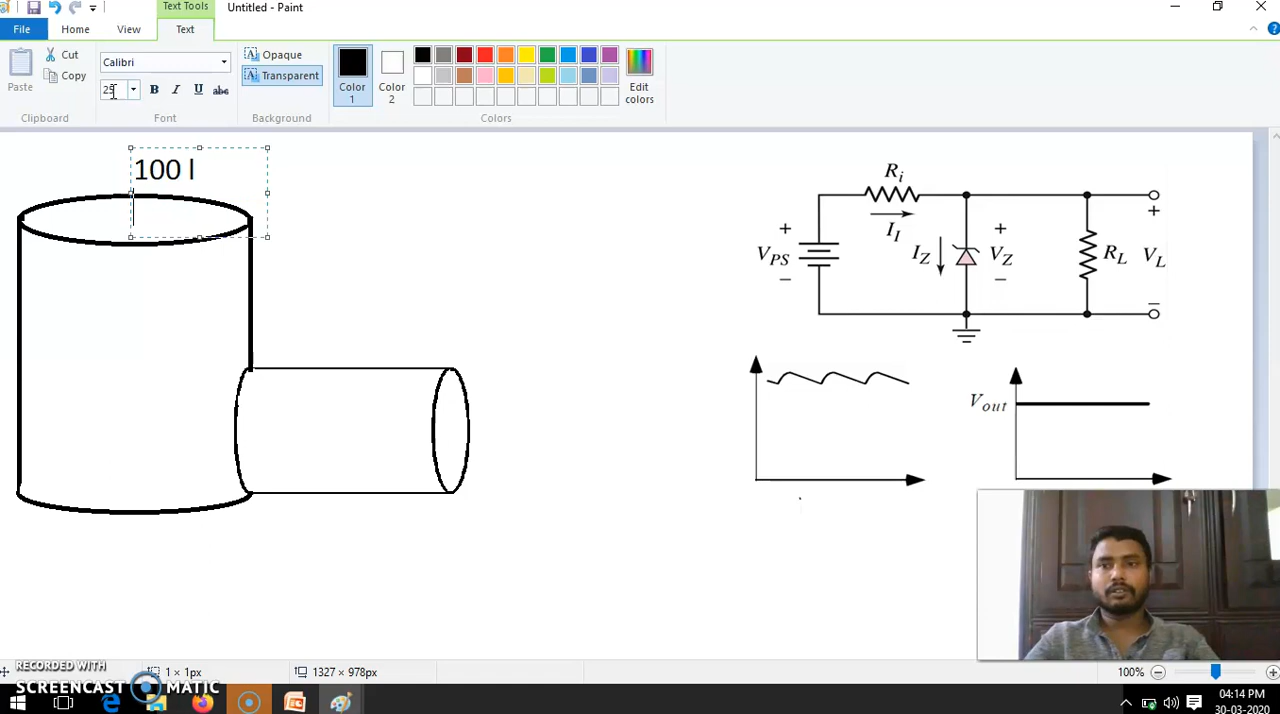 Text Tools
Untitled - Paint
File
Home
View
Text
Cut
Copy
Paste
Clipboard
Calibri
25
B I U abc
Font
Opaque
Transparent
Background
Color 1
Color 2
Edit colors
Colors
100 l
R_i
+
V_PS
−
I_I
I_Z
+
V_Z
−
R_L
+
V_L
−
V_out
1 × 1px
1327 × 978px
100%
RECORDED WITH
SCREENCAST MATIC
04:14 PM
30-03-2020